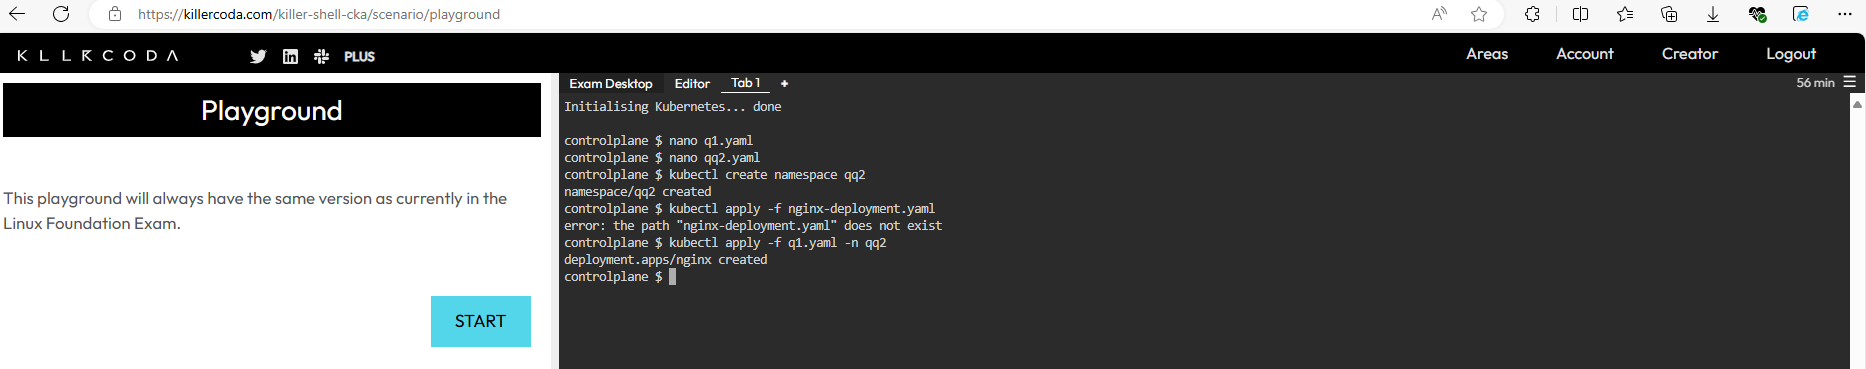 https://killercoda.com/killer-shell-cka/scenario/playground
KLLRCODA
PLUS
Areas
Account
Creator
Logout
Playground
This playground will always have the same version as currently in the
Linux Foundation Exam.
START
Exam Desktop
Editor
Tab 1
+
56 min
Initialising Kubernetes... done
controlplane $ nano q1.yaml
controlplane $ nano qq2.yaml
controlplane $ kubectl create namespace qq2
namespace/qq2 created
controlplane $ kubectl apply -f nginx-deployment.yaml
error: the path "nginx-deployment.yaml" does not exist
controlplane $ kubectl apply -f q1.yaml -n qq2
deployment.apps/nginx created
controlplane $